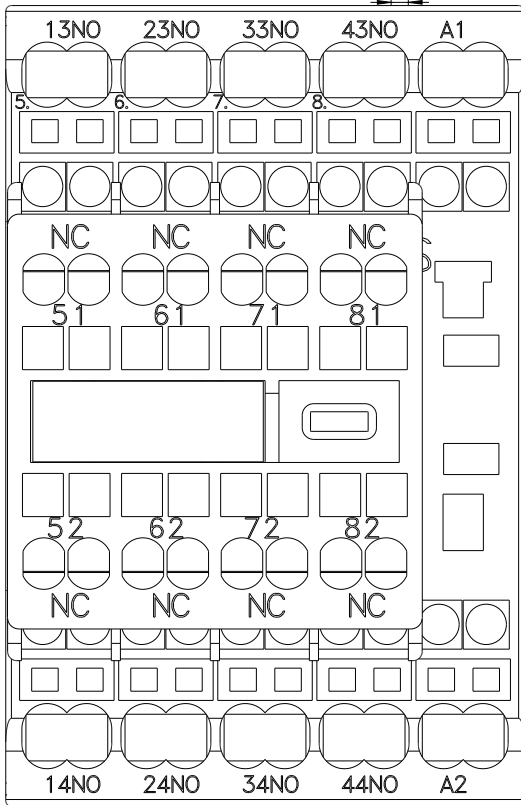 13NO 23NO 33NO 43NO A1
5. 6. 7. 8.
NC NC NC NC
51 61 71 81
52 62 72 82
NC NC NC NC
14NO 24NO 34NO 44NO A2